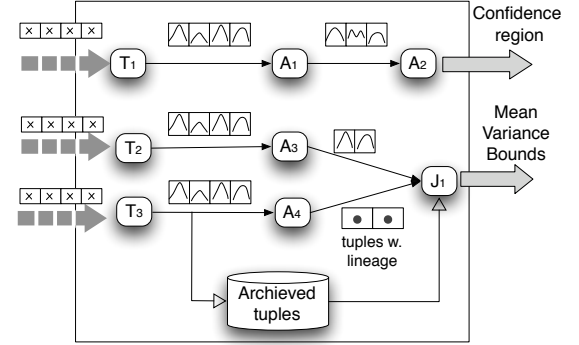 x x x x
Confidence
region
T1
A1
A2
x x x x
Mean
Variance
Bounds
T2
A3
J1
x x x x
T3
A4
tuples w.
lineage
Archieved
tuples